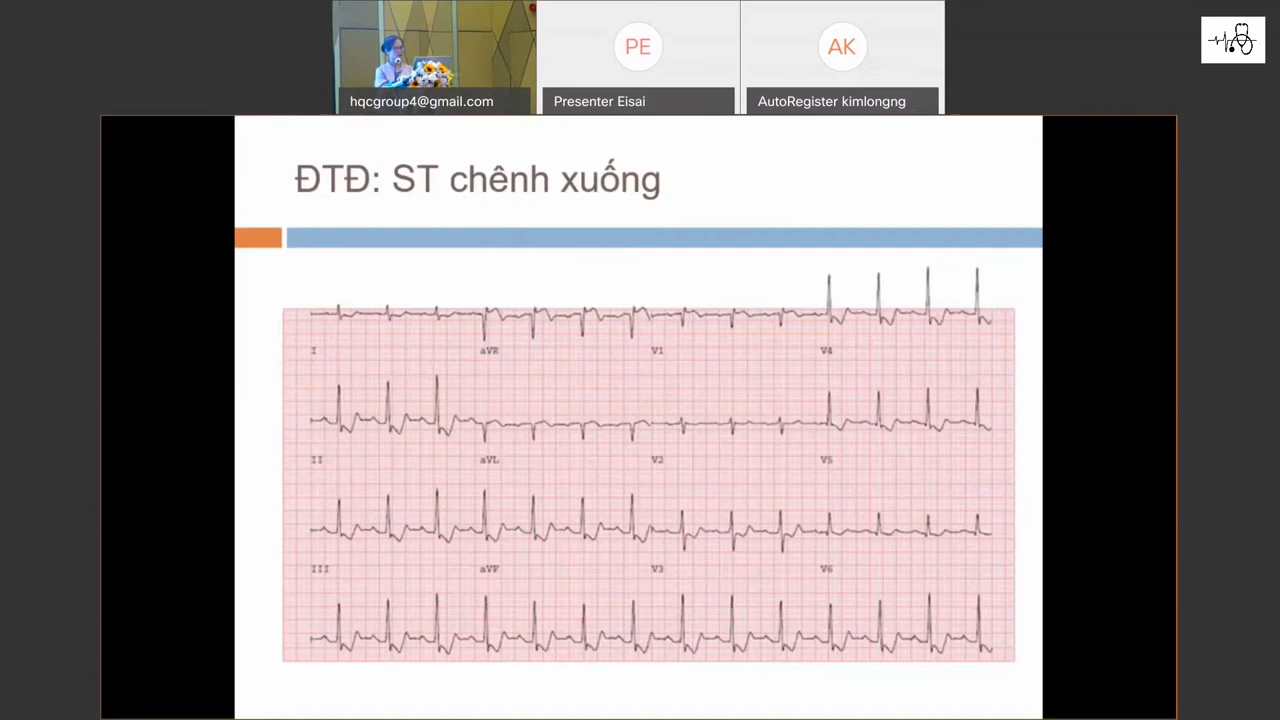 PE
AK
hqcgroup4@gmail.com
Presenter Eisai
AutoRegister kimlongng
ĐTĐ: ST chênh xuống
I aVR V1 V4
II aVL V2 V5
III aVF V3 V6